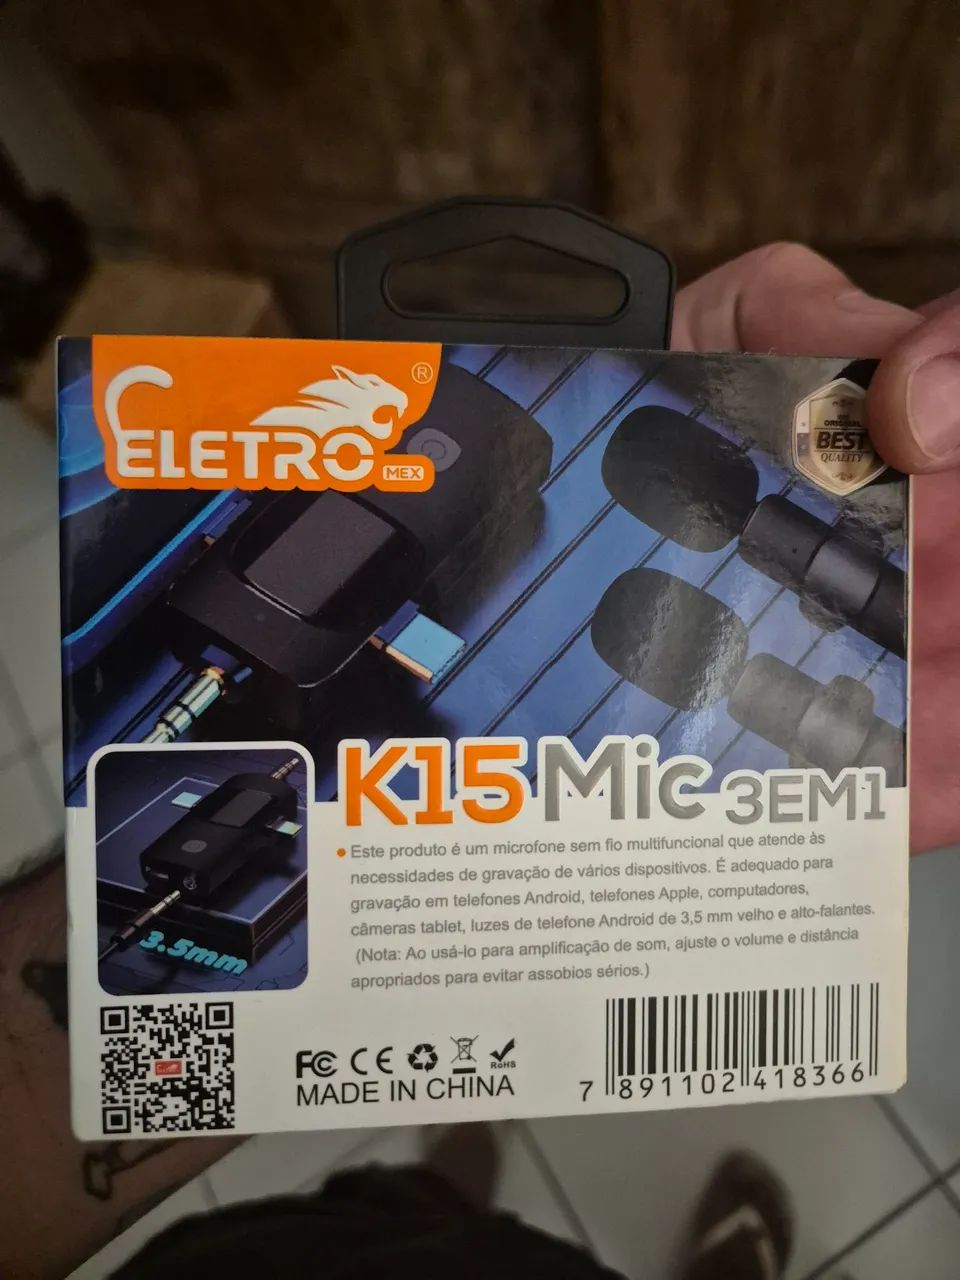 ELETRO ®
MEX
ORIGINAL
BEST
QUALITY
K15 Mic 3EM1
• Este produto é um microfone sem fio multifuncional que atende às
necessidades de gravação de vários dispositivos. É adequado para
gravação em telefones Android, telefones Apple, computadores,
câmeras tablet, luzes de telefone Android de 3,5 mm velho e alto-falantes.
(Nota: Ao usá-lo para amplificação de som, ajuste o volume e distância
apropriados para evitar assobios sérios.)
3.5mm
FC CE RoHS
MADE IN CHINA
7 891102 418366